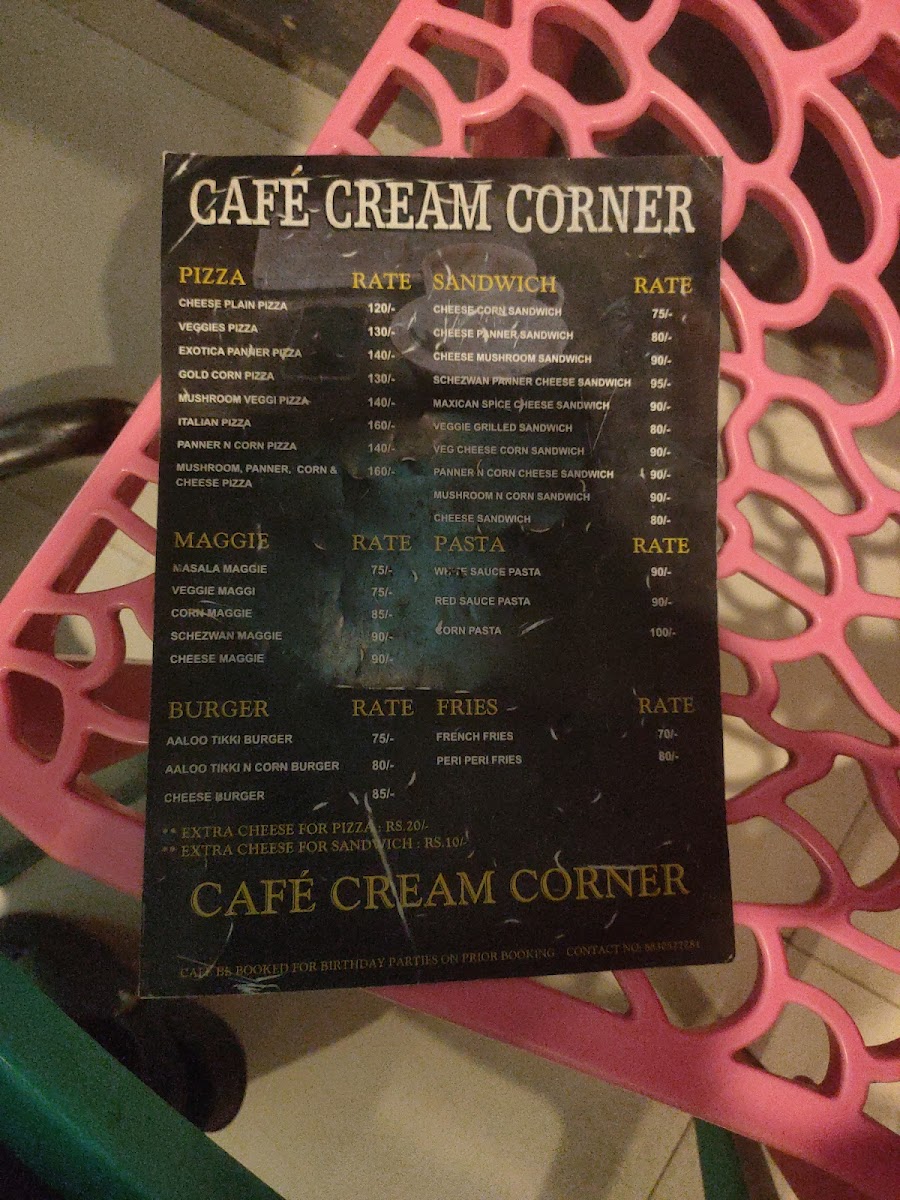 CAFÉ CREAM CORNER
PIZZA RATE
CHEESE PLAIN PIZZA 120/-
VEGGIES PIZZA 130/-
EXOTICA PANNER PIZZA 140/-
GOLD CORN PIZZA 130/-
MUSHROOM VEGGI PIZZA 140/-
ITALIAN PIZZA 160/-
PANNER N CORN PIZZA 140/-
MUSHROOM, PANNER, CORN & 160/-
CHEESE PIZZA
SANDWICH RATE
CHEESE CORN SANDWICH 75/-
CHEESE PANNER SANDWICH 80/-
CHEESE MUSHROOM SANDWICH 90/-
SCHEZWAN PANNER CHEESE SANDWICH 95/-
MAXICAN SPICE CHEESE SANDWICH 90/-
VEGGIE GRILLED SANDWICH 80/-
VEG CHEESE CORN SANDWICH 90/-
PANNER N CORN CHEESE SANDWICH 90/-
MUSHROOM N CORN SANDWICH 90/-
CHEESE SANDWICH 80/-
MAGGIE RATE
MASALA MAGGIE 75/-
VEGGIE MAGGI 75/-
CORN MAGGIE 85/-
SCHEZWAN MAGGIE 90/-
CHEESE MAGGIE 90/-
PASTA RATE
WHITE SAUCE PASTA 90/-
RED SAUCE PASTA 90/-
CORN PASTA 100/-
BURGER RATE
AALOO TIKKI BURGER 75/-
AALOO TIKKI N CORN BURGER 80/-
CHEESE BURGER 85/-
FRIES RATE
FRENCH FRIES 70/-
PERI PERI FRIES 80/-
** EXTRA CHEESE FOR PIZZA : RS.20/-
** EXTRA CHEESE FOR SANDWICH : RS.10/-
CAFÉ CREAM CORNER
BE BOOKED FOR BIRTHDAY PARTIES ON PRIOR BOOKING CONTACT NO: